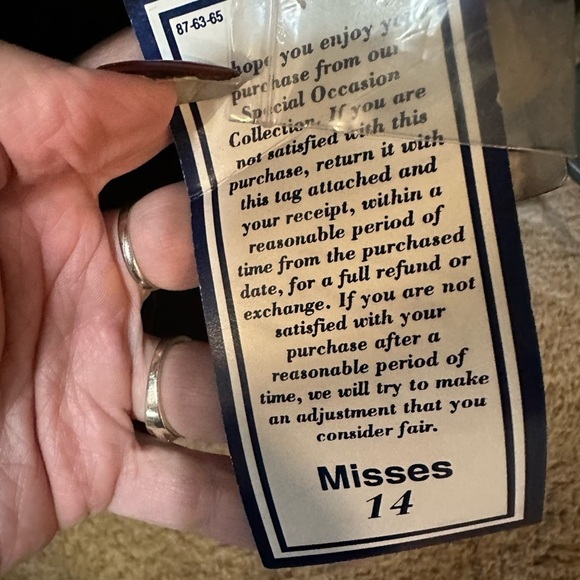 87-63-65
hope you enjoy
purchase from our
Special Occasion
Collection. If you are
not satisfied with this
purchase, return it with
this tag attached and
your receipt, within a
reasonable period of
time from the purchased
date, for a full refund or
exchange. If you are not
satisfied with your
purchase after a
reasonable period of
time, we will try to make
an adjustment that you
consider fair.
Misses
14